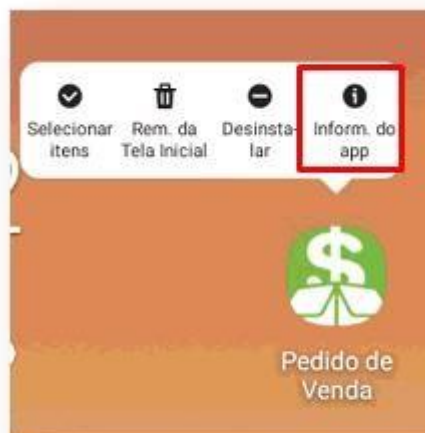 Selecionar itens
Rem. da Tela Inicial
Desinsta-lar
Inform. do app
Pedido de
Venda